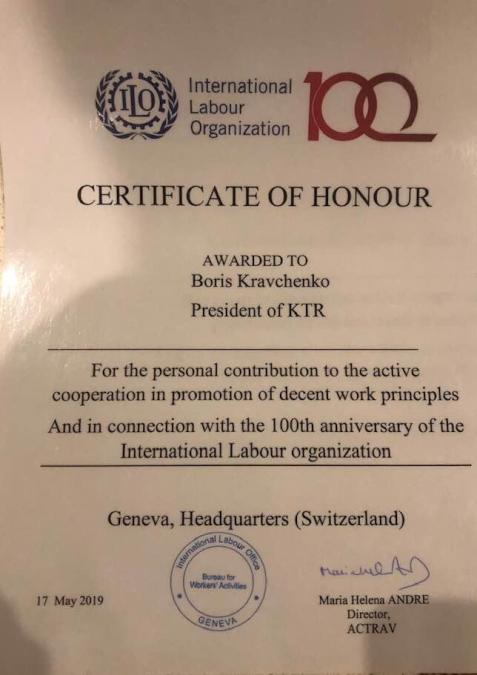 ILO
International
Labour
Organization
100
CERTIFICATE OF HONOUR
AWARDED TO
Boris Kravchenko
President of KTR
For the personal contribution to the active
cooperation in promotion of decent work principles
And in connection with the 100th anniversary of the
International Labour organization
Geneva, Headquarters (Switzerland)
International Labour Office
Bureau for
Workers' Activities
GENEVA
17 May 2019
Maria Helena ANDRE
Director,
ACTRAV